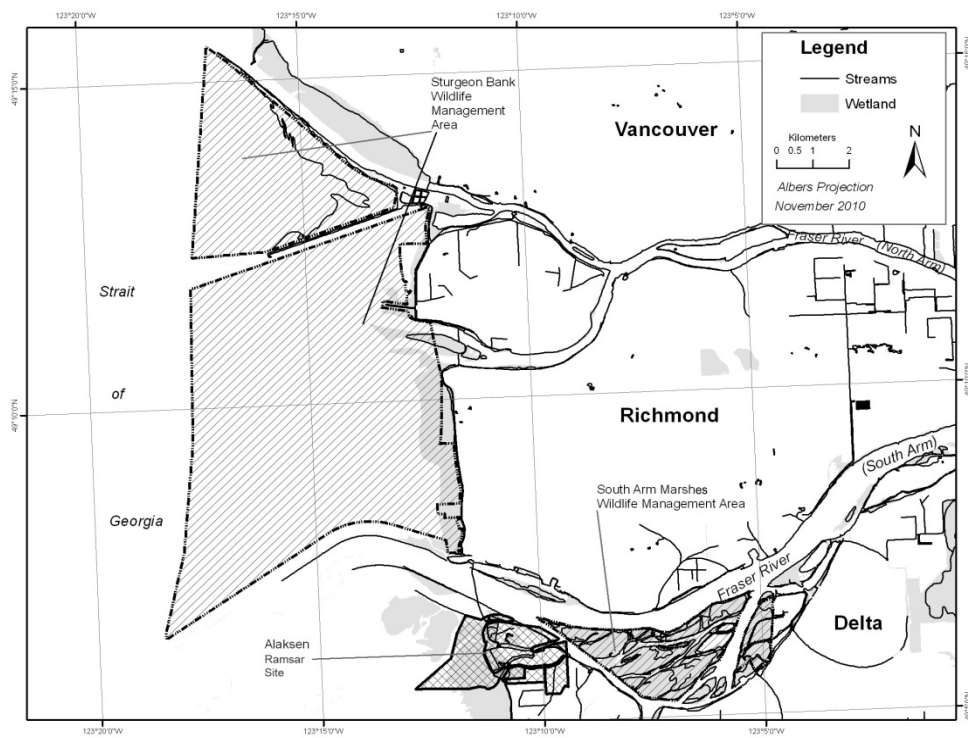 123°20'0"W
123°15'0"W
123°10'0"W
123°5'0"W
49°15'0"N
Legend
Streams
Wetland
Kilometers
0 0.5 1 2
N
Albers Projection
November 2010
Sturgeon Bank
Wildlife
Management
Area
Vancouver
Fraser River (North Arm)
Strait
of
Georgia
49°10'0"N
Richmond
(South Arm)
South Arm Marshes
Wildlife Management Area
Fraser River
Delta
Alaksen
Ramsar
Site
123°20'0"W
123°15'0"W
123°10'0"W
123°5'0"W